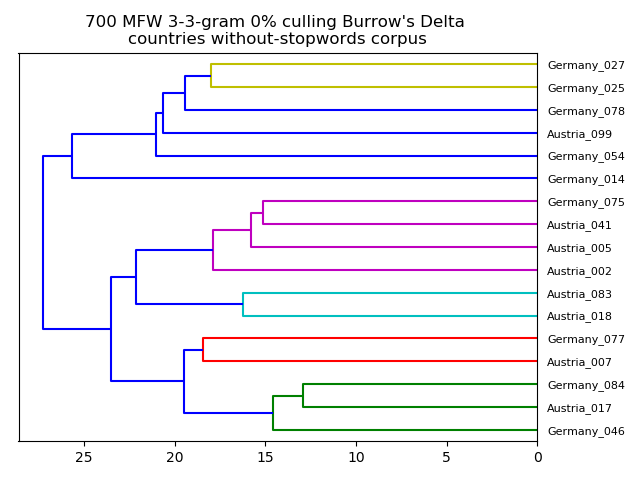 700 MFW 3-3-gram 0% culling Burrow's Delta
countries without-stopwords corpus
Germany_027
Germany_025
Germany_078
Austria_099
Germany_054
Germany_014
Germany_075
Austria_041
Austria_005
Austria_002
Austria_083
Austria_018
Germany_077
Austria_007
Germany_084
Austria_017
Germany_046
25 20 15 10 5 0